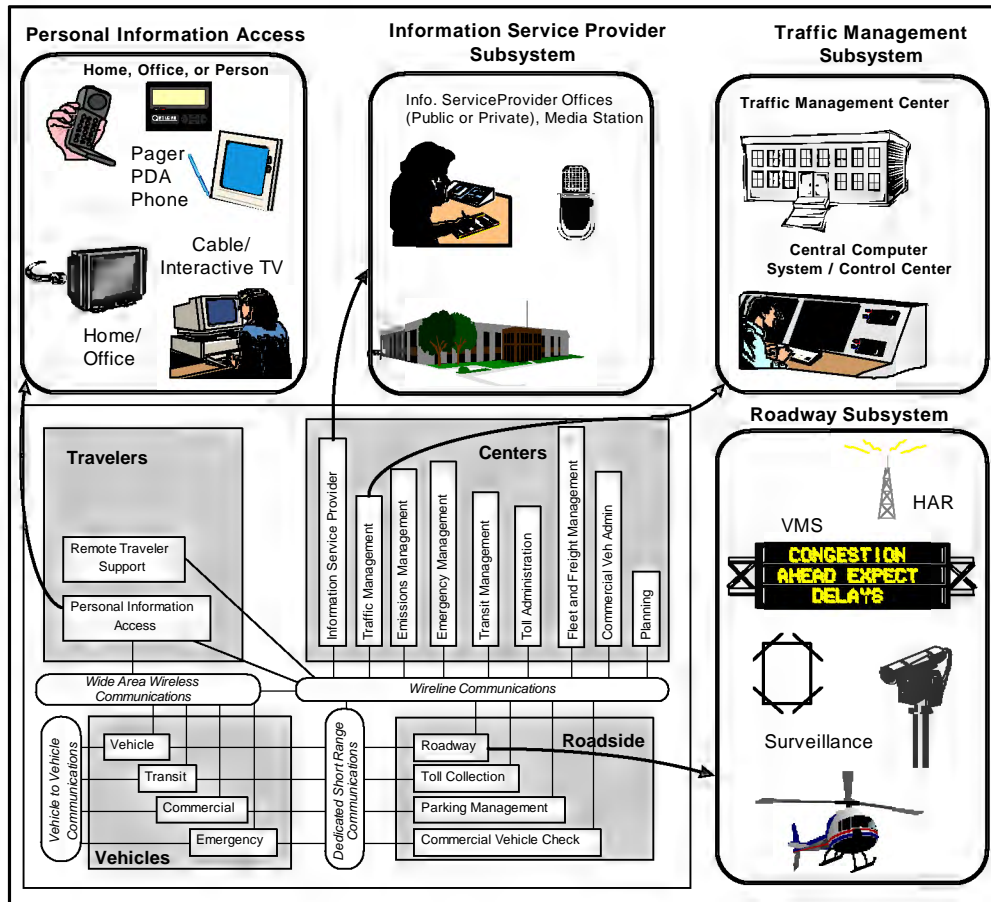 Personal Information Access
Information Service Provider
Subsystem
Traffic Management
Subsystem
Home, Office, or Person
Pager
PDA
Phone
Cable/
Interactive TV
Home/
Office
Info. ServiceProvider Offices
(Public or Private), Media Station
Traffic Management Center
Central Computer
System / Control Center
Roadway Subsystem
HAR
VMS
CONGESTION
AHEAD EXPECT
DELAYS
Surveillance
Travelers
Remote Traveler
Support
Personal Information
Access
Centers
Information Service Provider
Traffic Management
Emissions Management
Emergency Management
Transit Management
Toll Administration
Fleet and Freight Management
Commercial Veh Admin
Planning
Wide Area Wireless
Communications
Wireline Communications
Vehicle to Vehicle
Communications
Vehicle
Transit
Commercial
Emergency
Vehicles
Dedicated Short Range
Communications
Roadside
Roadway
Toll Collection
Parking Management
Commercial Vehicle Check